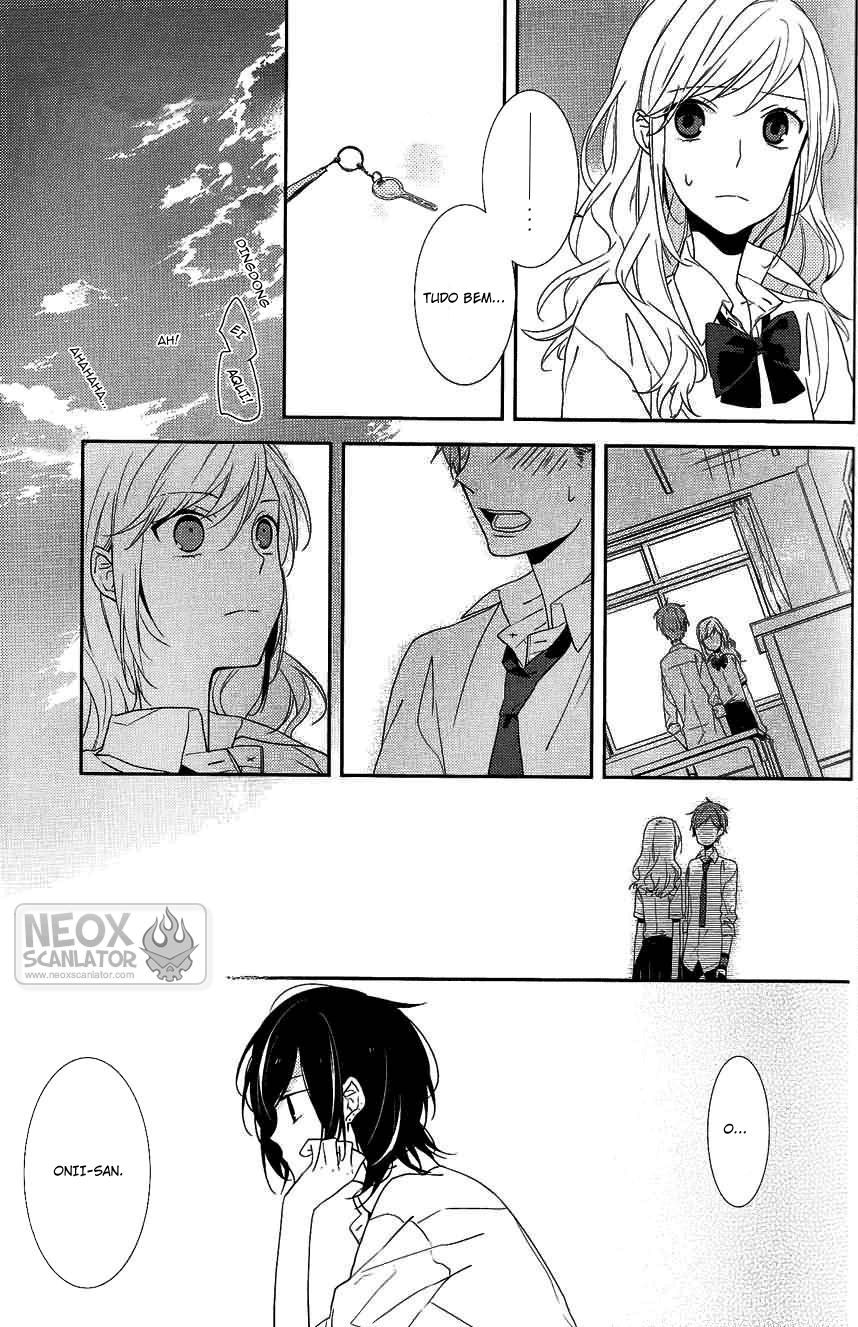 ...
TUDO BEM...
DINGDONG
EI
AQUI!
AH!
AHAHAHA...
NEOX
SCANLATOR
www.neoxscanlator.com
O...
ONII-SAN.